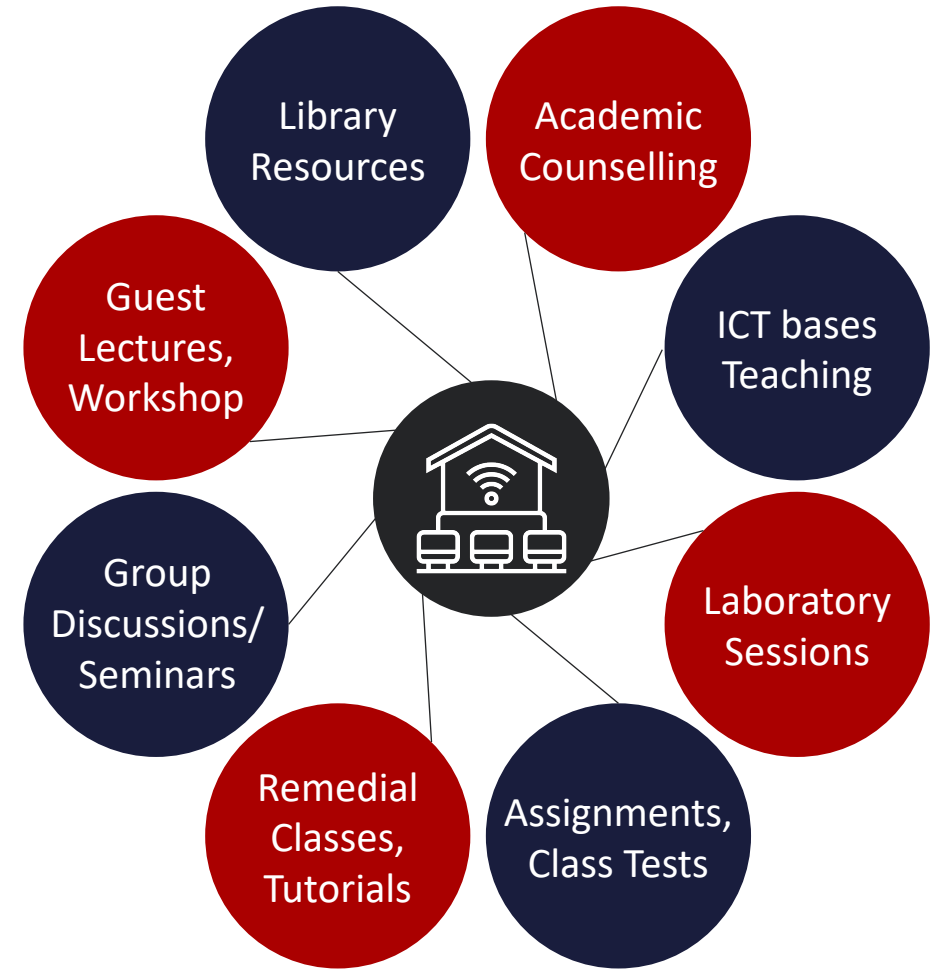 Library
Resources
Academic
Counselling
Guest
Lectures,
Workshop
ICT bases
Teaching
Group
Discussions/
Seminars
Laboratory
Sessions
Remedial
Classes,
Tutorials
Assignments,
Class Tests